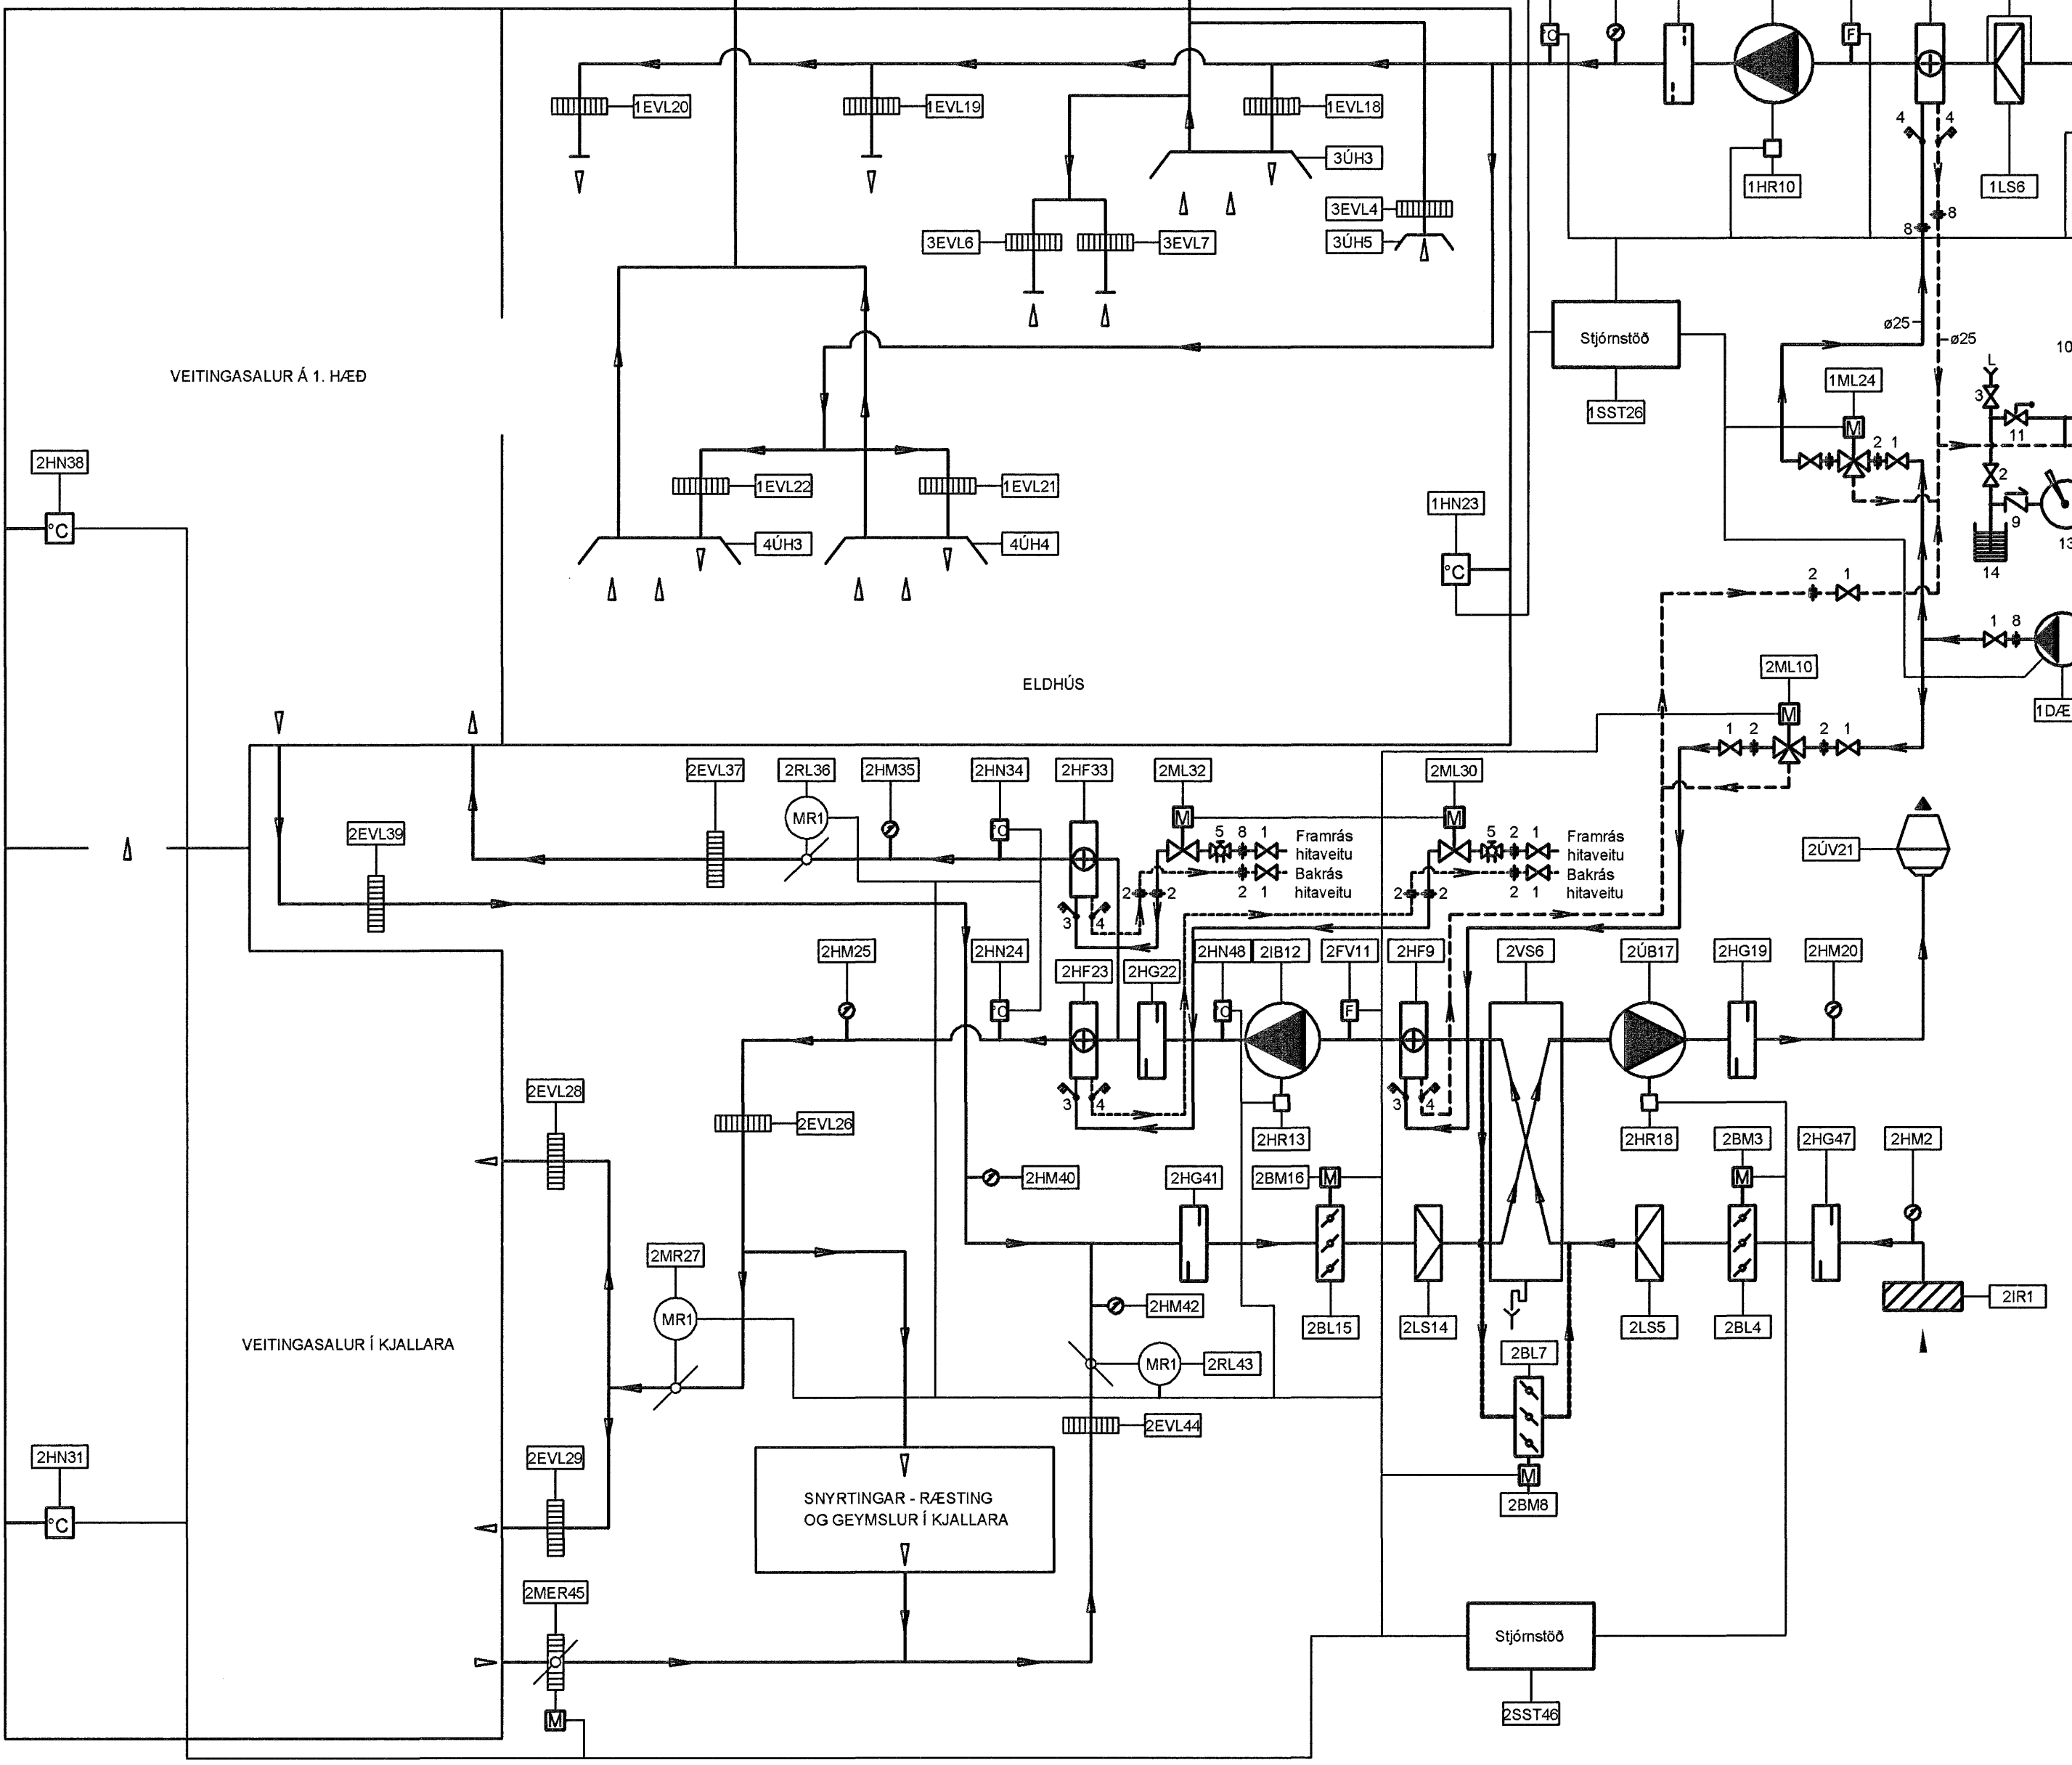 °C
F
1EVL20
1EVL19
1EVL18
4
4
3ÚH3
1HR10
1LS6
3EVL4
8
8
3EVL6
3EVL7
3ÚH5
ø25
Stjórnstöð
ø25
10
VEITINGASALUR Á 1. HÆÐ
L
1ML24
3
1SST26
M
11
2HN38
2
1
2
1EVL22
1EVL21
1HN23
9
°C
4ÚH3
4ÚH4
13
°C
14
2
1
1
8
2ML10
ELDHÚS
1DÆ
M
1
2
2
1
2EVL37
2RL36
2HM35
2HN34
2HF33
2ML32
2ML30
MR1
M
M
2EVL39
°C
5
8
1
Framrás
hitaveitu
5
2
1
Framrás
hitaveitu
2ÚV21
Bakrás
hitaveitu
Bakrás
hitaveitu
2
2
2
1
2
2
2
1
3
4
2HM25
2HN24
2HF23
2HG22
2HN48
2IB12
2FV11
2HF9
2VS6
2ÚB17
2HG19
2HM20
°C
°C
F
2EVL28
3
4
3
4
2EVL26
2HR13
2HR18
2BM3
2HG47
2HM2
2HM40
2HG41
2BM16
M
M
2MR27
2IR1
MR1
2HM42
2BL15
2LS14
2LS5
2BL4
VEITINGASALUR Í KJALLARA
MR1
2RL43
2BL7
2EVL44
2HN31
2EVL29
M
SNYRTINGAR - RÆSTING
OG GEYMSLUR Í KJALLARA
2BM8
°C
2MER45
Stjórnstöð
M
2SST46